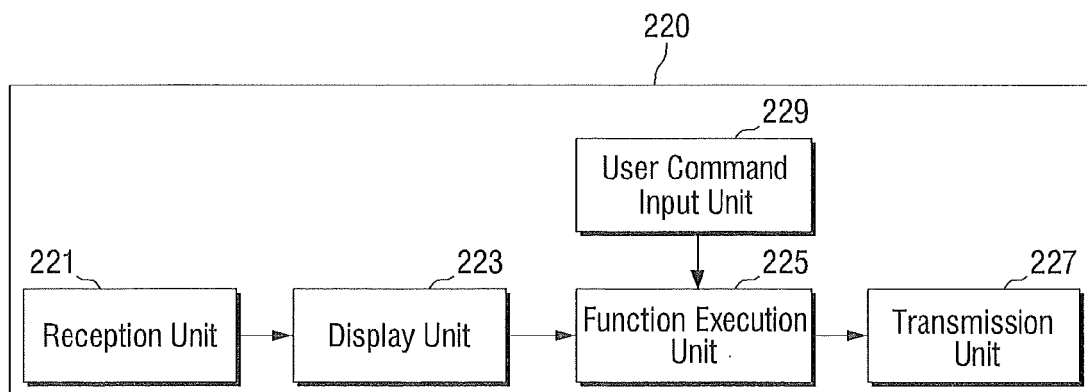 220
229
User Command
Input Unit
221
223
225
227
Reception Unit
Display Unit
Function Execution
Unit
Transmission
Unit